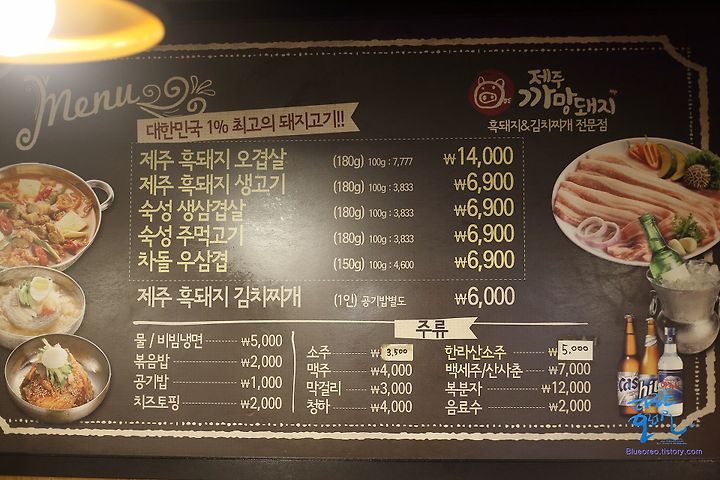 Menu
제주
까망돼지
흑돼지&김치찌개 전문점
대한민국 1% 최고의 돼지고기!!
제주 흑돼지 오겹살 (180g) 100g : 7,777 ₩14,000
제주 흑돼지 생고기 (180g) 100g : 3,833 ₩6,900
숙성 생삼겹살 (180g) 100g : 3,833 ₩6,900
숙성 주먹고기 (180g) 100g : 3,833 ₩6,900
차돌 우삼겹 (150g) 100g : 4,600 ₩6,900
제주 흑돼지 김치찌개 (1인) 공기밥별도 ₩6,000
물 / 비빔냉면 ₩5,000
볶음밥 ₩2,000
공기밥 ₩1,000
치즈토핑 ₩2,000
주류
소주 ₩ 3,500
맥주 ₩4,000
막걸리 ₩3,000
청하 ₩4,000
한라산소주 ₩ 5,000
백세주/산사춘 ₩7,000
복분자 ₩12,000
음료수 ₩2,000
Blueoreo.tistory.com